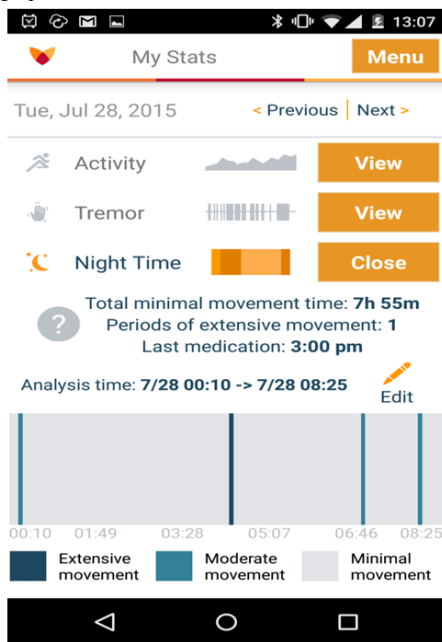 13:07
My Stats
Menu
Tue, Jul 28, 2015
< Previous | Next >
Activity
View
Tremor
View
Night Time
Close
?
Total minimal movement time: 7h 55m
Periods of extensive movement: 1
Last medication: 3:00 pm
Analysis time: 7/28 00:10 -> 7/28 08:25
Edit
00:10 01:49 03:28 05:07 06:46 08:25
Extensive movement
Moderate movement
Minimal movement